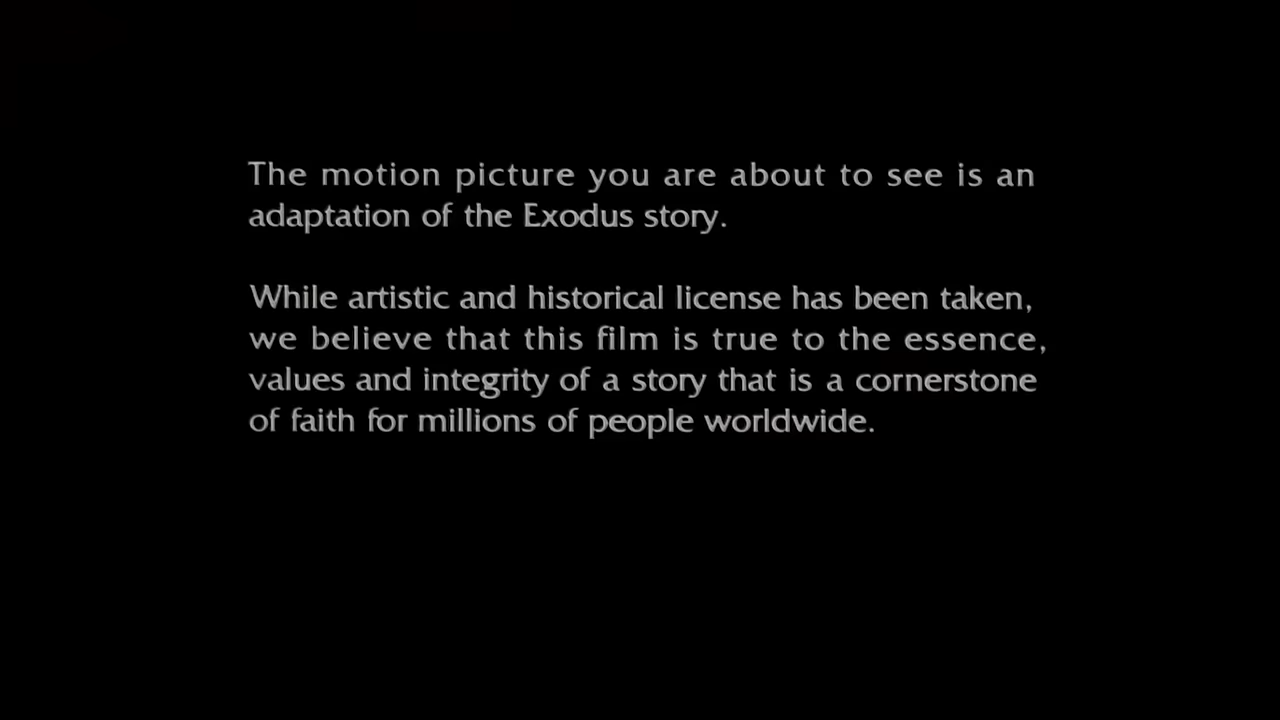 The motion picture you are about to see is an
adaptation of the Exodus story.
While artistic and historical license has been taken,
we believe that this film is true to the essence,
values and integrity of a story that is a cornerstone
of faith for millions of people worldwide.